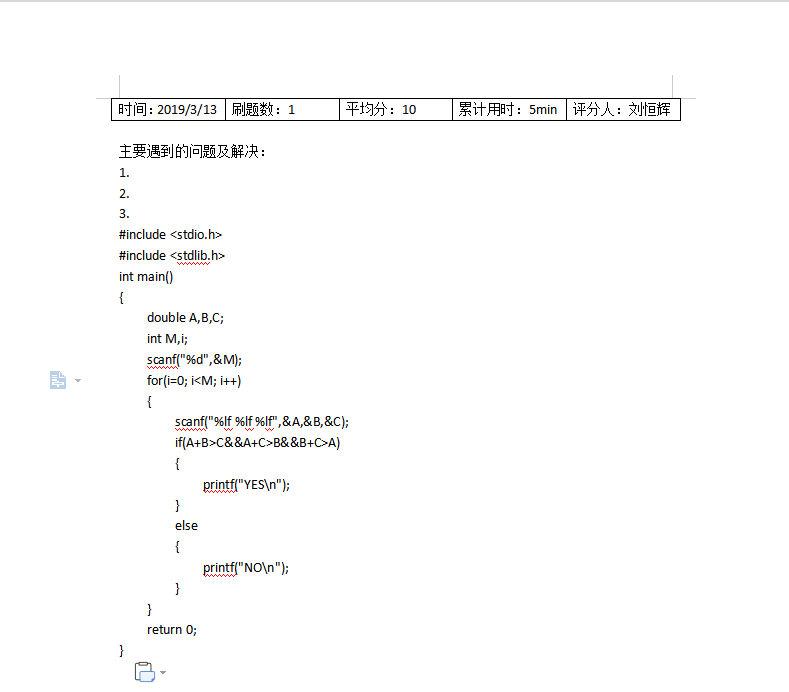 时间：2019/3/13 刷题数：1 平均分：10 累计用时：5min 评分人：刘恒辉
主要遇到的问题及解决：
1.
2.
3.
#include <stdio.h>
#include <stdlib.h>
int main()
{
double A,B,C;
int M,i;
scanf("%d",&M);
for(i=0; i<M; i++)
{
scanf("%lf %lf %lf",&A,&B,&C);
if(A+B>C&&A+C>B&&B+C>A)
{
printf("YES\n");
}
else
{
printf("NO\n");
}
}
return 0;
}